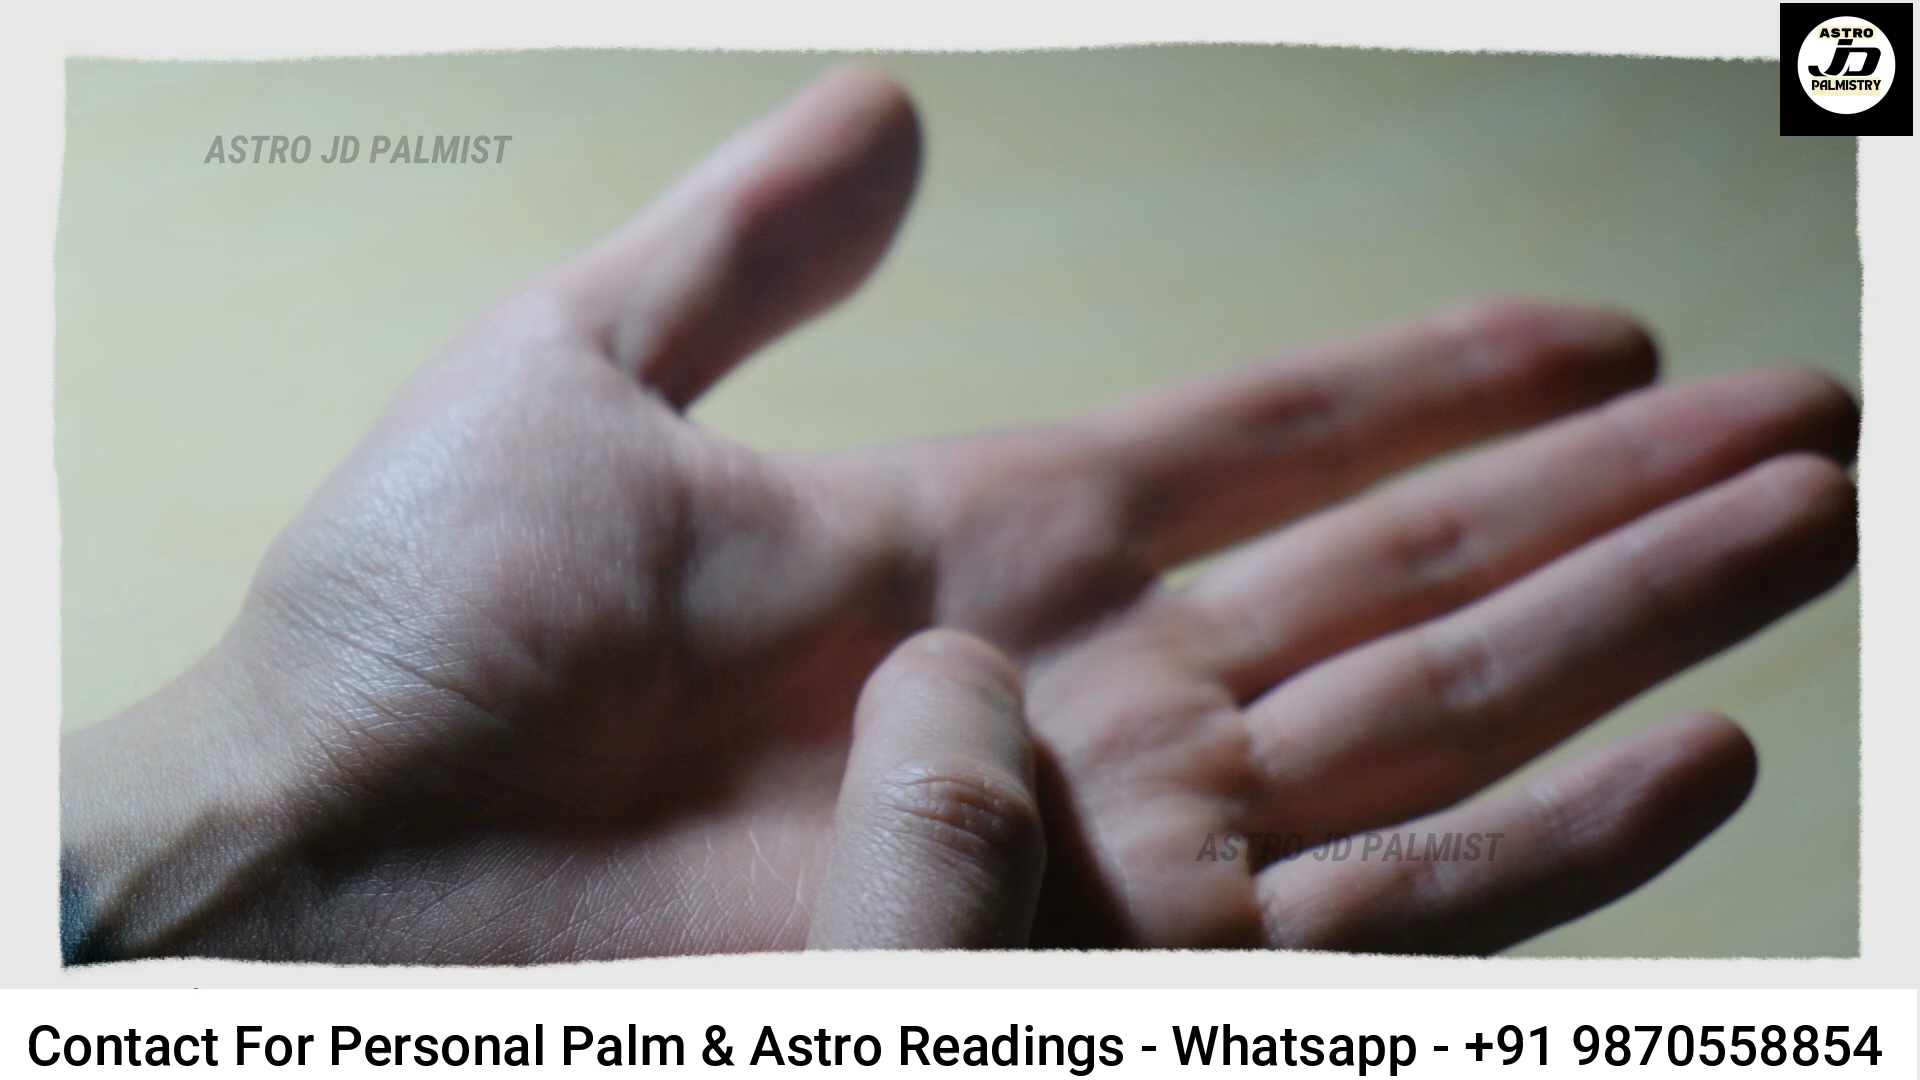 ASTRO
JD
PALMISTRY
ASTRO JD PALMIST
ASTRO JD PALMIST
Contact For Personal Palm & Astro Readings - Whatsapp - +91 9870558854